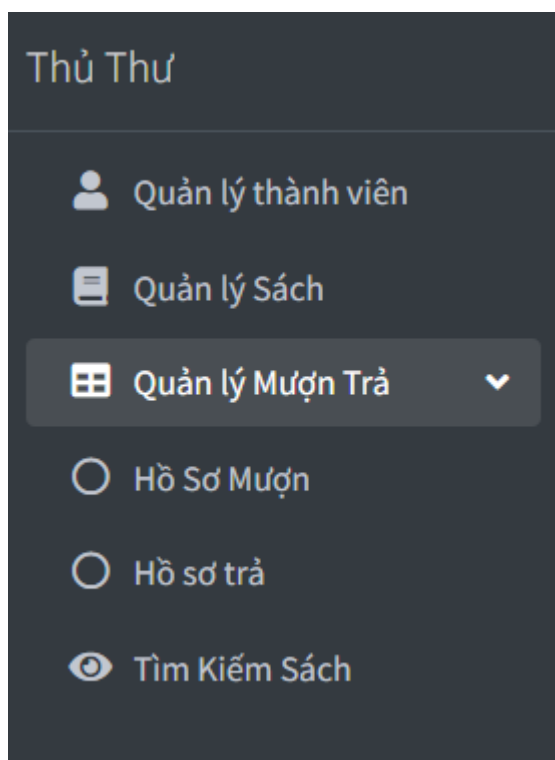 Thủ Thư
Quản lý thành viên
Quản lý Sách
Quản lý Mượn Trả
Hồ Sơ Mượn
Hồ sơ trả
Tìm Kiếm Sách